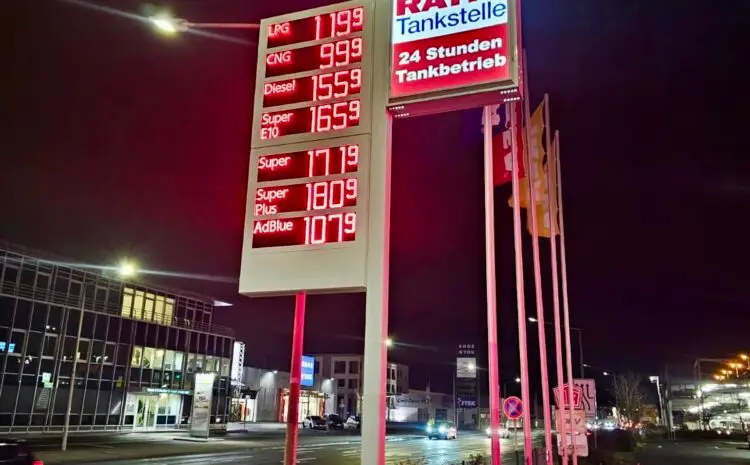 LPG 119⁹
CNG 99⁹
Diesel 155⁹
Super E10 165⁹
Super 171⁹
Super Plus 180⁹
AdBlue 107⁹
Tankstelle
24 Stunden
Tankbetrieb